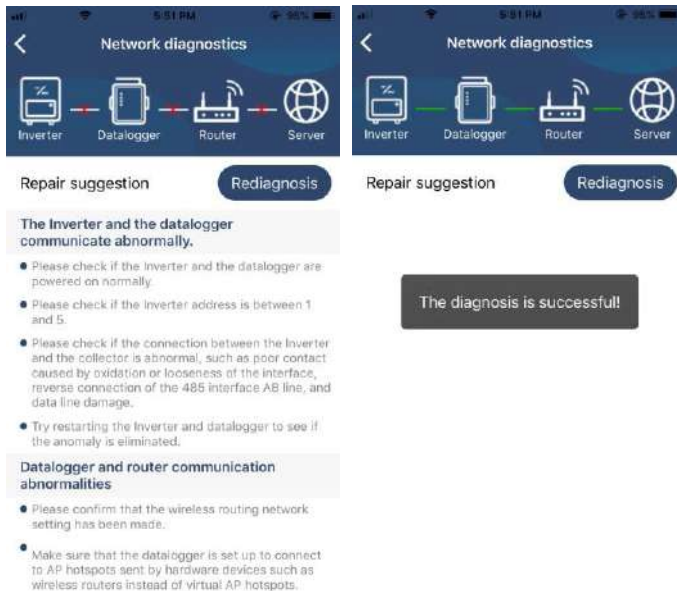 5:51 PM
95%
Network diagnostics
Inverter Datalogger Router Server
Repair suggestion
Rediagnosis
The Inverter and the datalogger
communicate abnormally.
Please check if the Inverter and the datalogger are
powered on normally.
Please check if the Inverter address is between 1
and 5.
Please check if the connection between the Inverter
and the collector is abnormal, such as poor contact
caused by oxidation or looseness of the interface,
reverse connection of the 485 interface AB line, and
data line damage.
Try restarting the Inverter and datalogger to see if
the anomaly is eliminated.
Datalogger and router communication
abnormalities
Please confirm that the wireless routing network
setting has been made.
Make sure that the datalogger is set up to connect
to AP hotspots sent by hardware devices such as
wireless routers instead of virtual AP hotspots.
5:51 PM
95%
Network diagnostics
Inverter Datalogger Router Server
Repair suggestion
Rediagnosis
The diagnosis is successful!